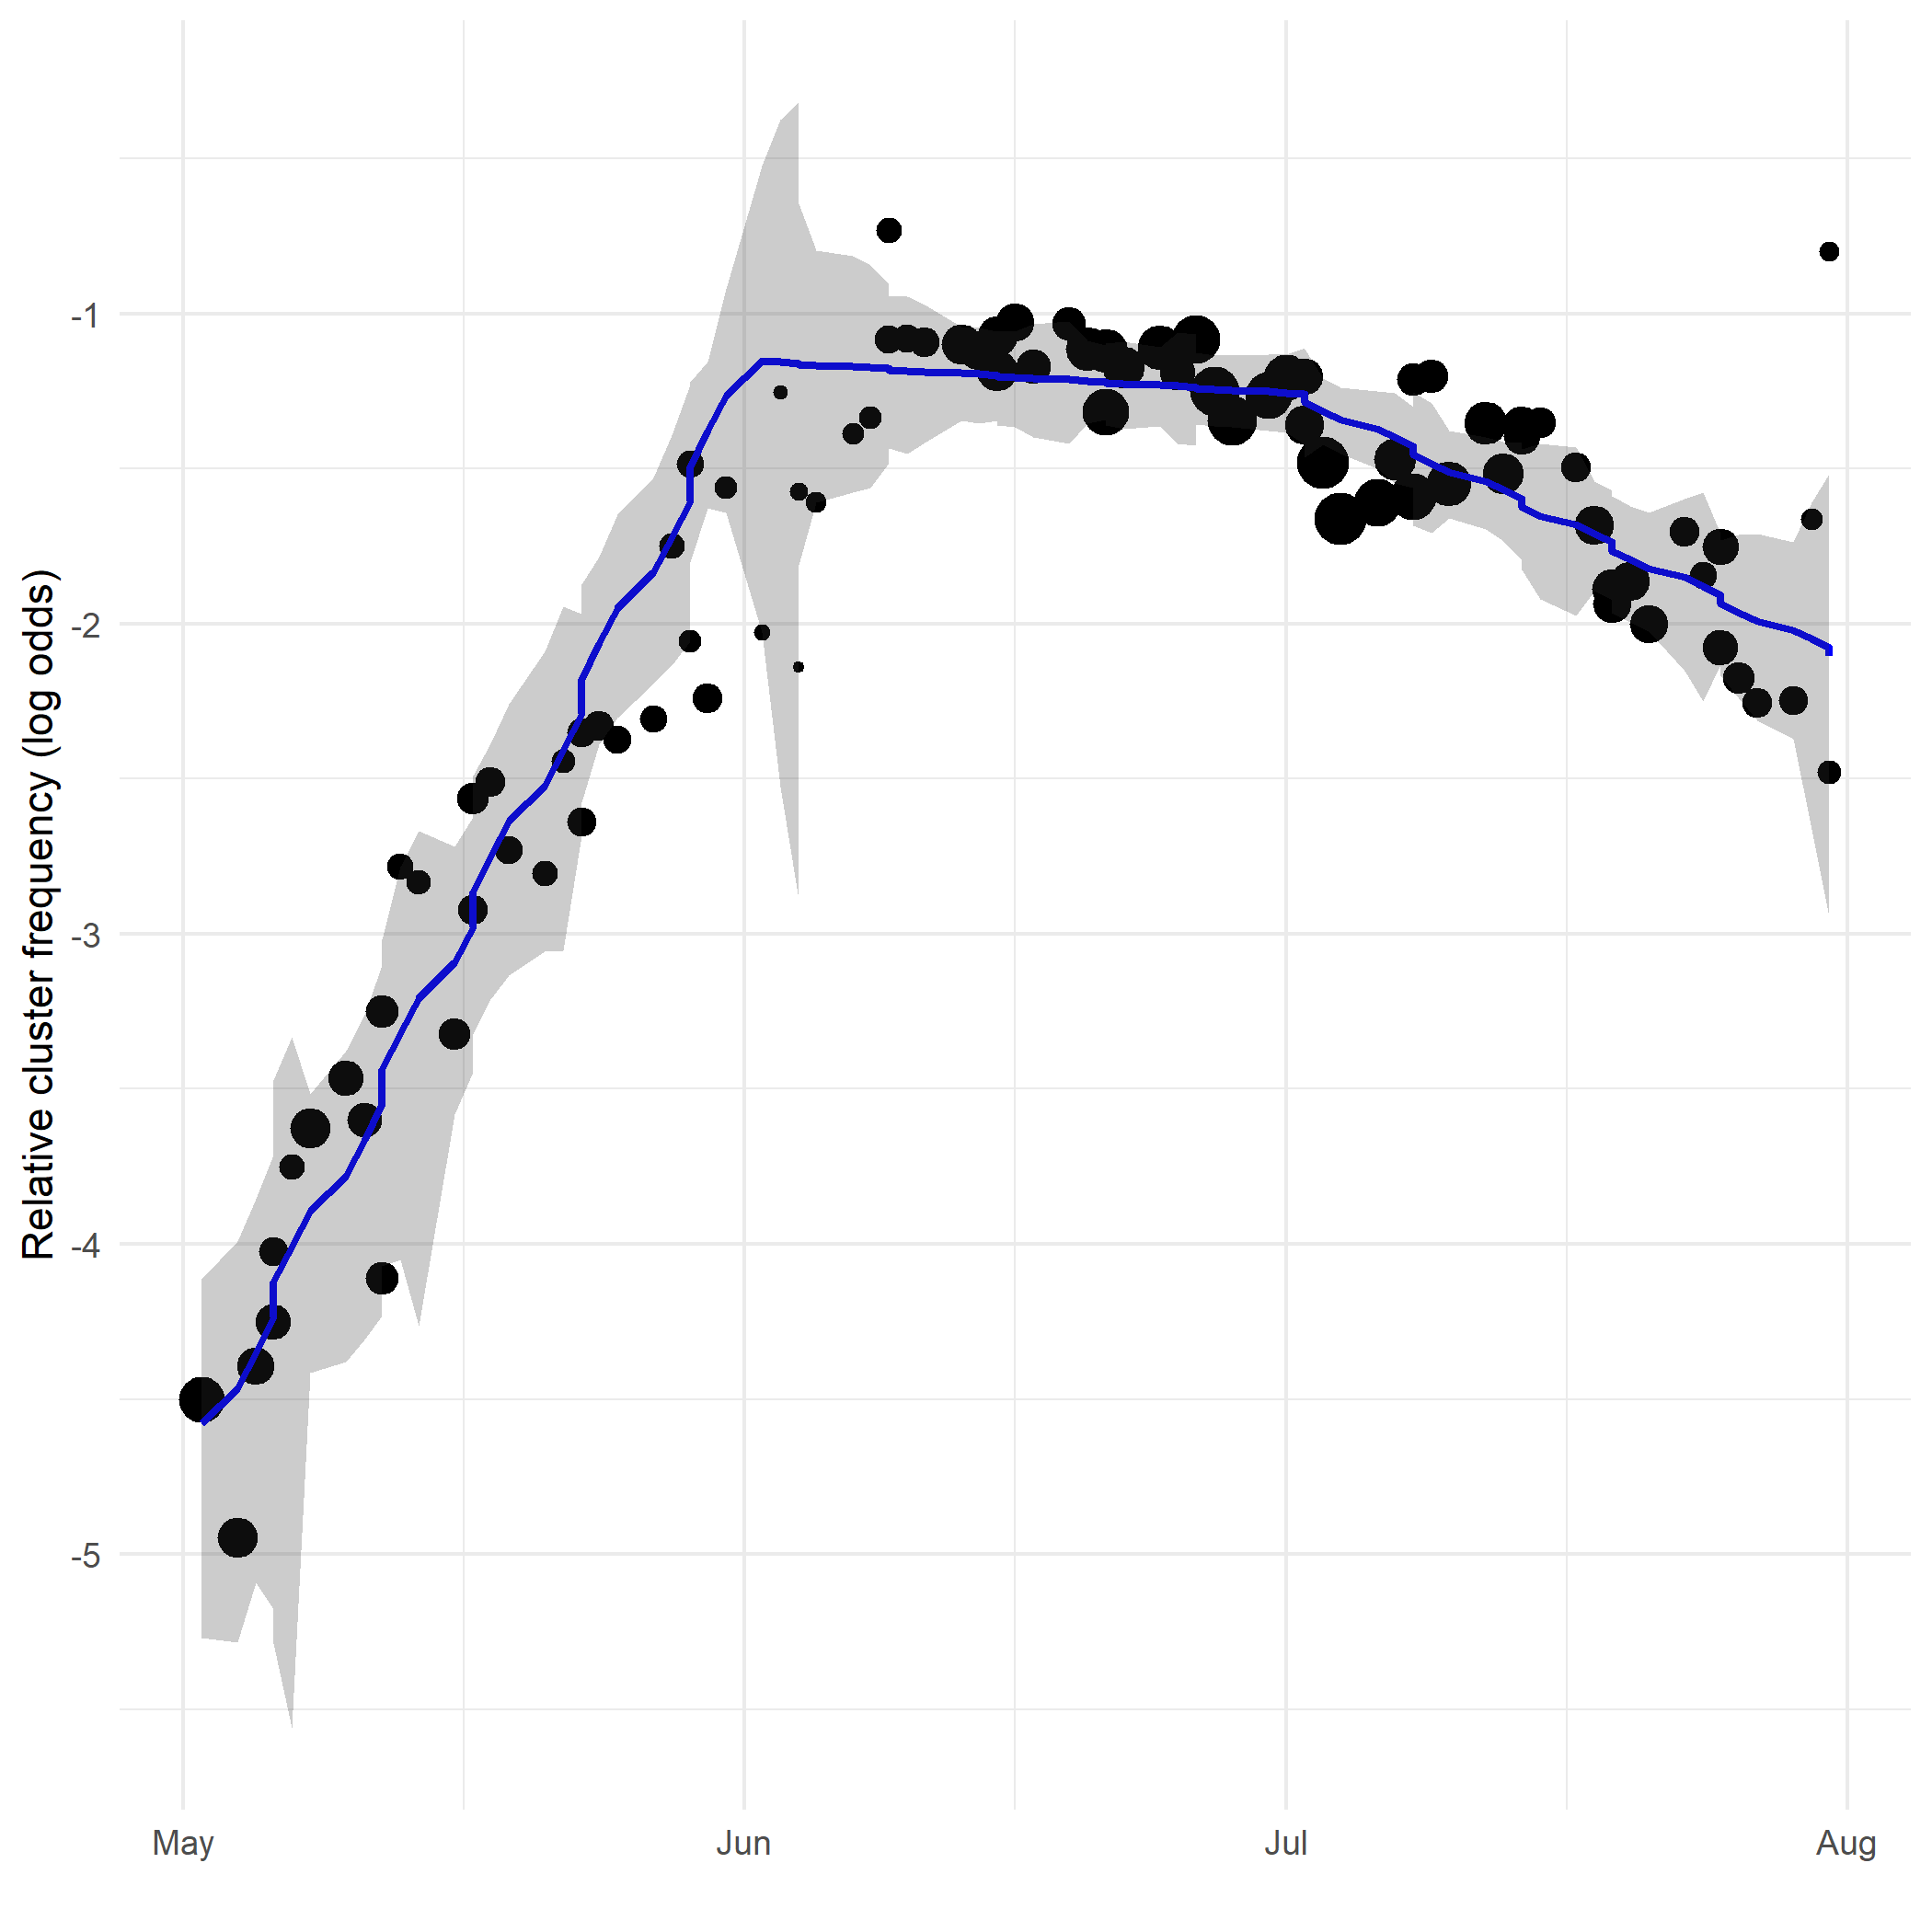 Relative cluster frequency (log odds)
-1
-2
-3
-4
-5
May
Jun
Jul
Aug